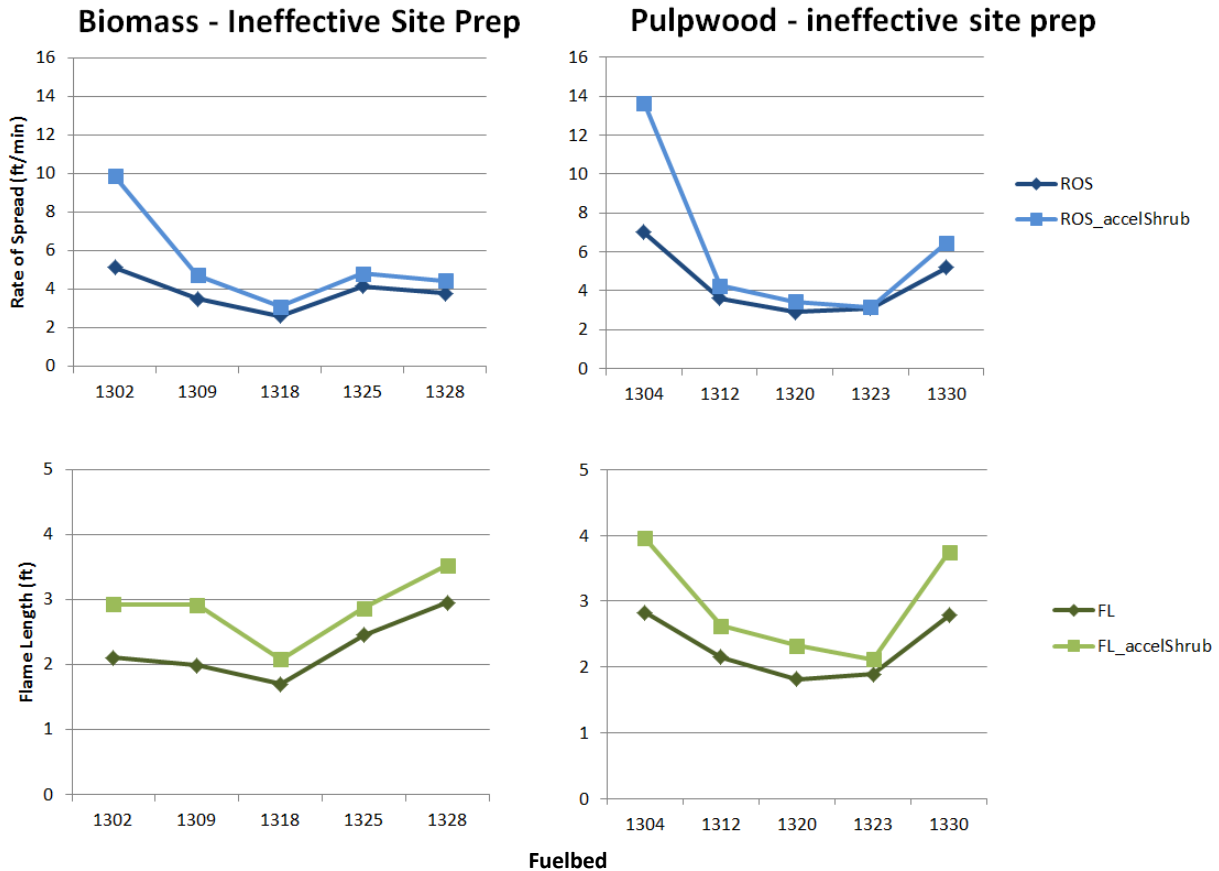 Biomass - Ineffective Site Prep
Pulpwood - ineffective site prep
Rate of Spread (ft/min)
16
14
12
10
8
6
4
2
0
1302 1309 1318 1325 1328
16
14
12
10
8
6
4
2
0
1304 1312 1320 1323 1330
ROS
ROS_accelShrub
Flame Length (ft)
5
4
3
2
1
0
1302 1309 1318 1325 1328
5
4
3
2
1
0
1304 1312 1320 1323 1330
FL
FL_accelShrub
Fuelbed